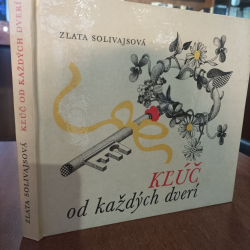 ZLATA SOLIVAJSOVÁ
KĽÚČ
od každých dverí
ZLATA SOLIVAJSOVÁ KĽÚČ OD KAŽDÝCH DVERÍ